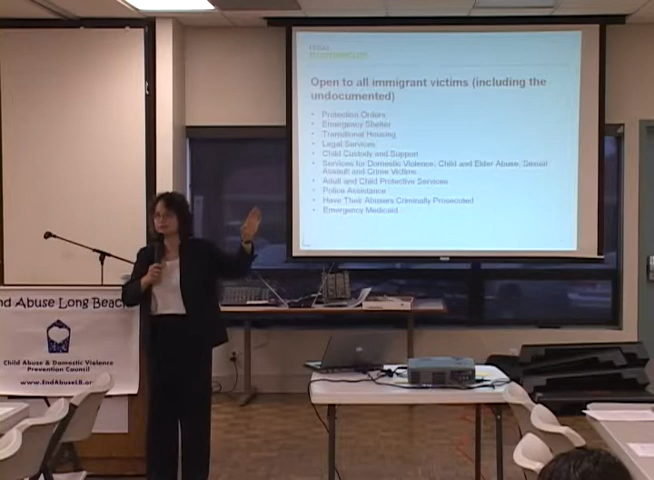 LEGAL
Open to all immigrant victims (including the
undocumented)
• Protection Orders
• Emergency Shelter
• Transitional Housing
• Legal Services
• Child Custody and Support
• Services for Domestic Violence, Child and Elder Abuse, Sexual
Assault and Crime Victims
• Adult and Child Protective Services
• Police Assistance
• Have Their Abusers Criminally Prosecuted
• Emergency Medicaid
nd Abuse Long Beac
Child Abuse & Domestic Violence
Prevention Council
www.EndAbuseLB.or